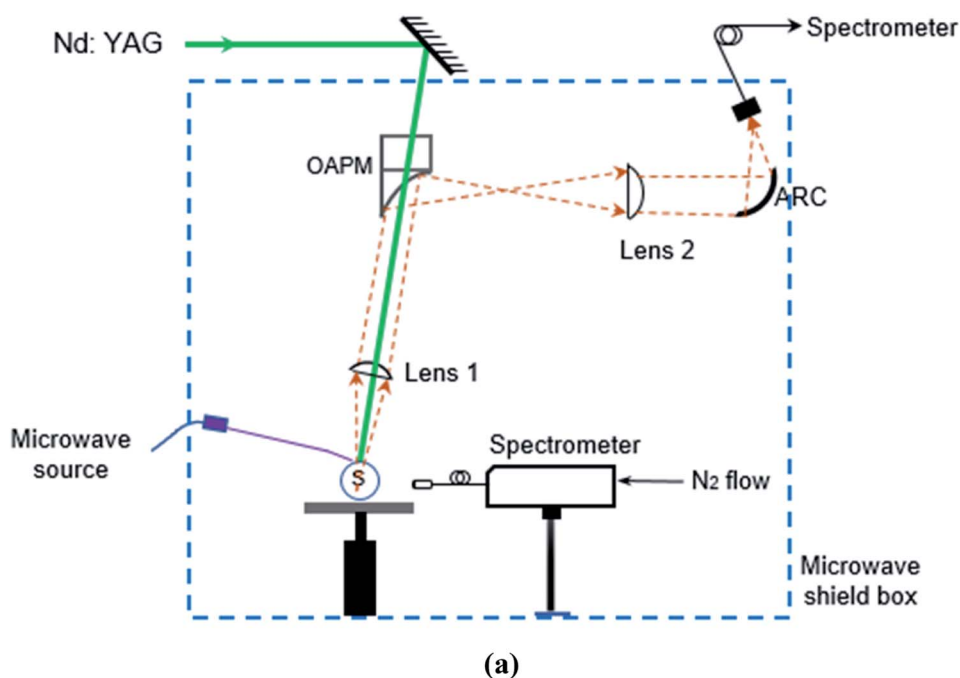 Nd: YAG
Spectrometer
OAPM
ARC
Lens 2
Lens 1
Microwave
source
S
Spectrometer
N2 flow
Microwave
shield box
(a)